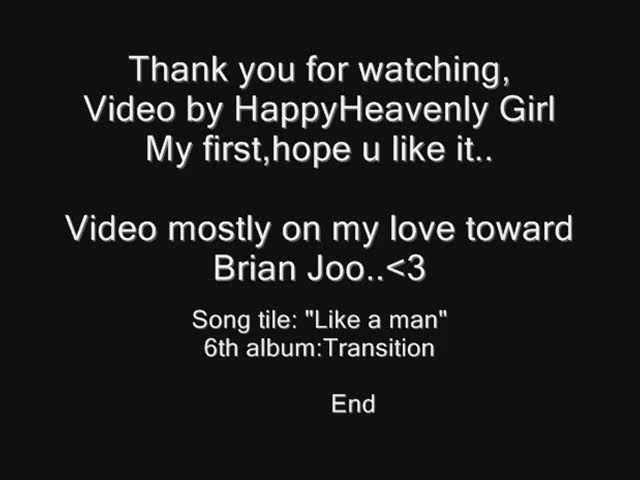 Thank you for watching,
Video by HappyHeavenly Girl
My first,hope u like it..
Video mostly on my love toward
Brian Joo..<3
Song tile: "Like a man"
6th album:Transition
End